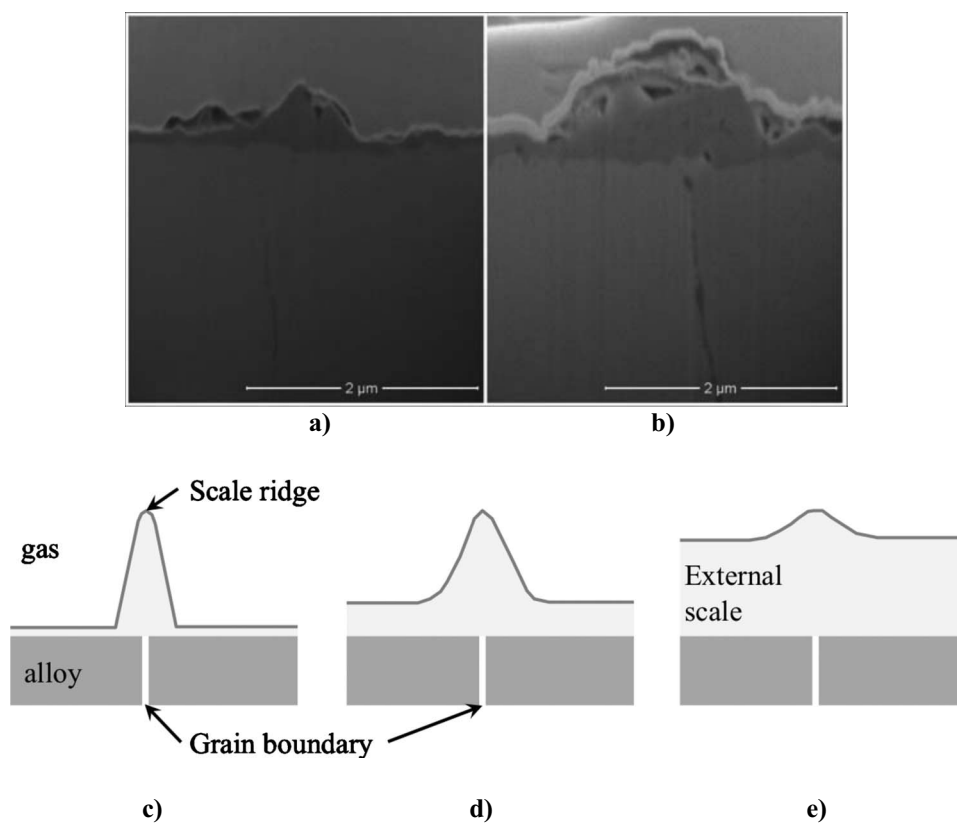 2 µm
2 µm
a)
b)
Scale ridge
gas
External
scale
alloy
Grain boundary
c)
d)
e)